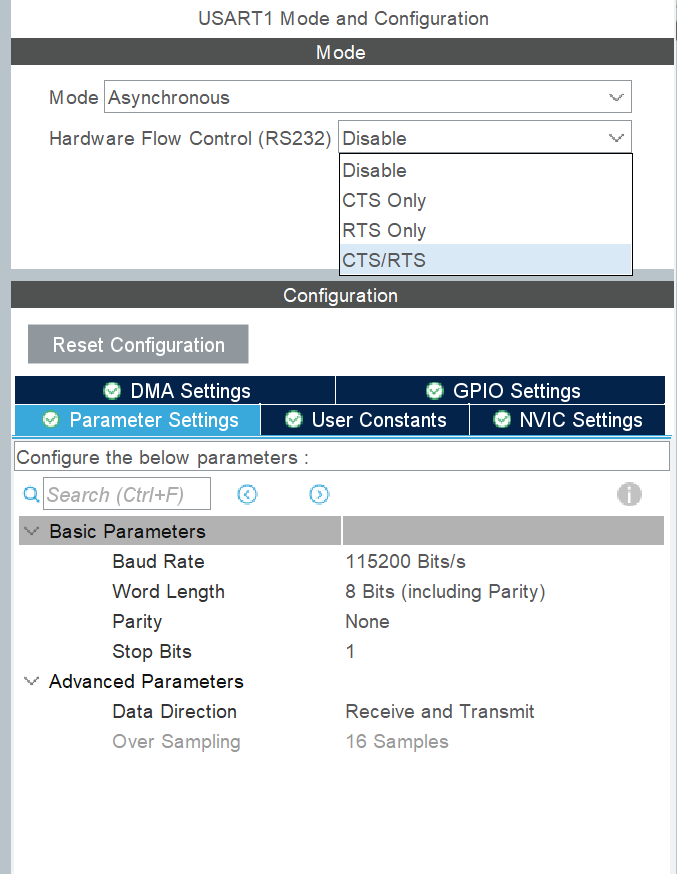 USART1 Mode and Configuration
Mode
Mode Asynchronous
Hardware Flow Control (RS232) Disable
Disable
CTS Only
RTS Only
CTS/RTS
Configuration
Reset Configuration
DMA Settings GPIO Settings
Parameter Settings User Constants NVIC Settings
Configure the below parameters :
Search (Ctrl+F)
Basic Parameters
Baud Rate 115200 Bits/s
Word Length 8 Bits (including Parity)
Parity None
Stop Bits 1
Advanced Parameters
Data Direction Receive and Transmit
Over Sampling 16 Samples